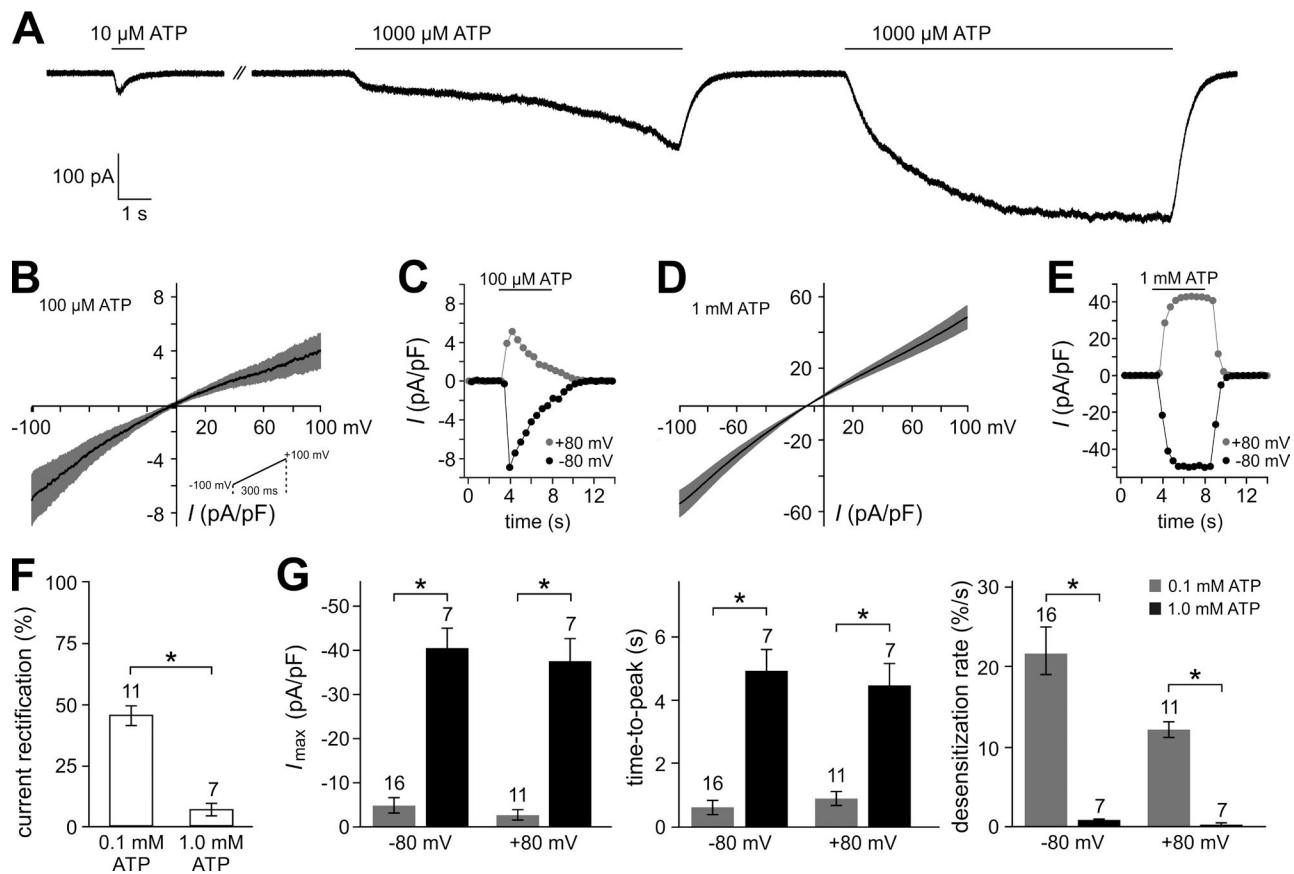 A
10 µM ATP
1000 µM ATP
1000 µM ATP
//
100 pA
1 s
B
100 µM ATP
8
4
-100
20
60
100 mV
-4
-8
+100 mV
-100 mV
300 ms
I (pA/pF)
C
100 µM ATP
8
4
0
-4
-8
I (pA/pF)
+80 mV
-80 mV
0
4
8
12
time (s)
D
1 mM ATP
60
20
-100
-60
20
60
100 mV
-20
-60
I (pA/pF)
E
1 mM ATP
40
20
0
-20
-40
I (pA/pF)
+80 mV
-80 mV
0
4
8
12
time (s)
F
current rectification (%)
100
75
50
25
0
*
11
7
0.1 mM
ATP
1.0 mM
ATP
G
Imax (pA/pF)
-50
-40
-30
-20
-10
0
*
*
16
7
11
7
-80 mV
+80 mV
time-to-peak (s)
6
4
2
0
*
*
16
7
11
7
-80 mV
+80 mV
desensitization rate (%/s)
30
20
10
0
0.1 mM ATP
1.0 mM ATP
*
*
16
7
11
7
-80 mV
+80 mV